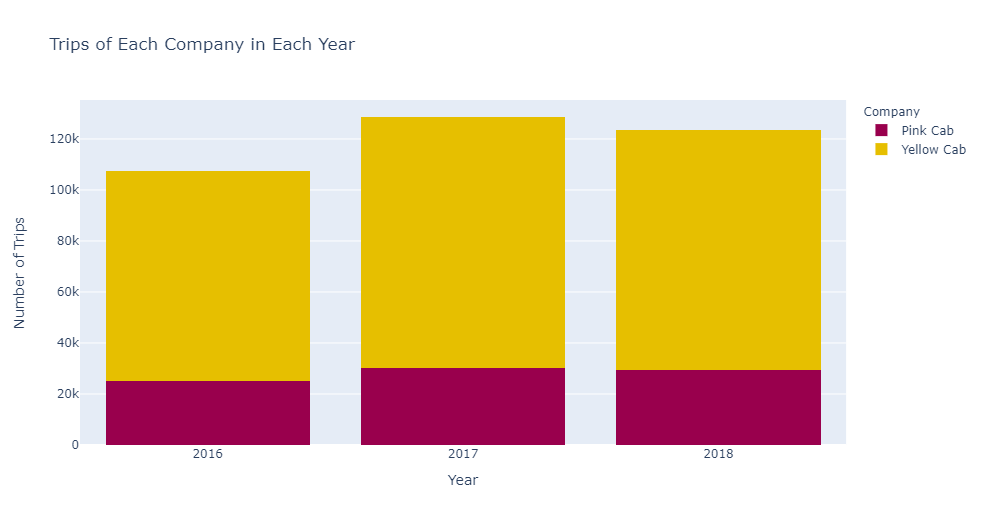 Trips of Each Company in Each Year
Company
Pink Cab
Yellow Cab
Number of Trips
120k
100k
80k
60k
40k
20k
0
2016
2017
2018
Year